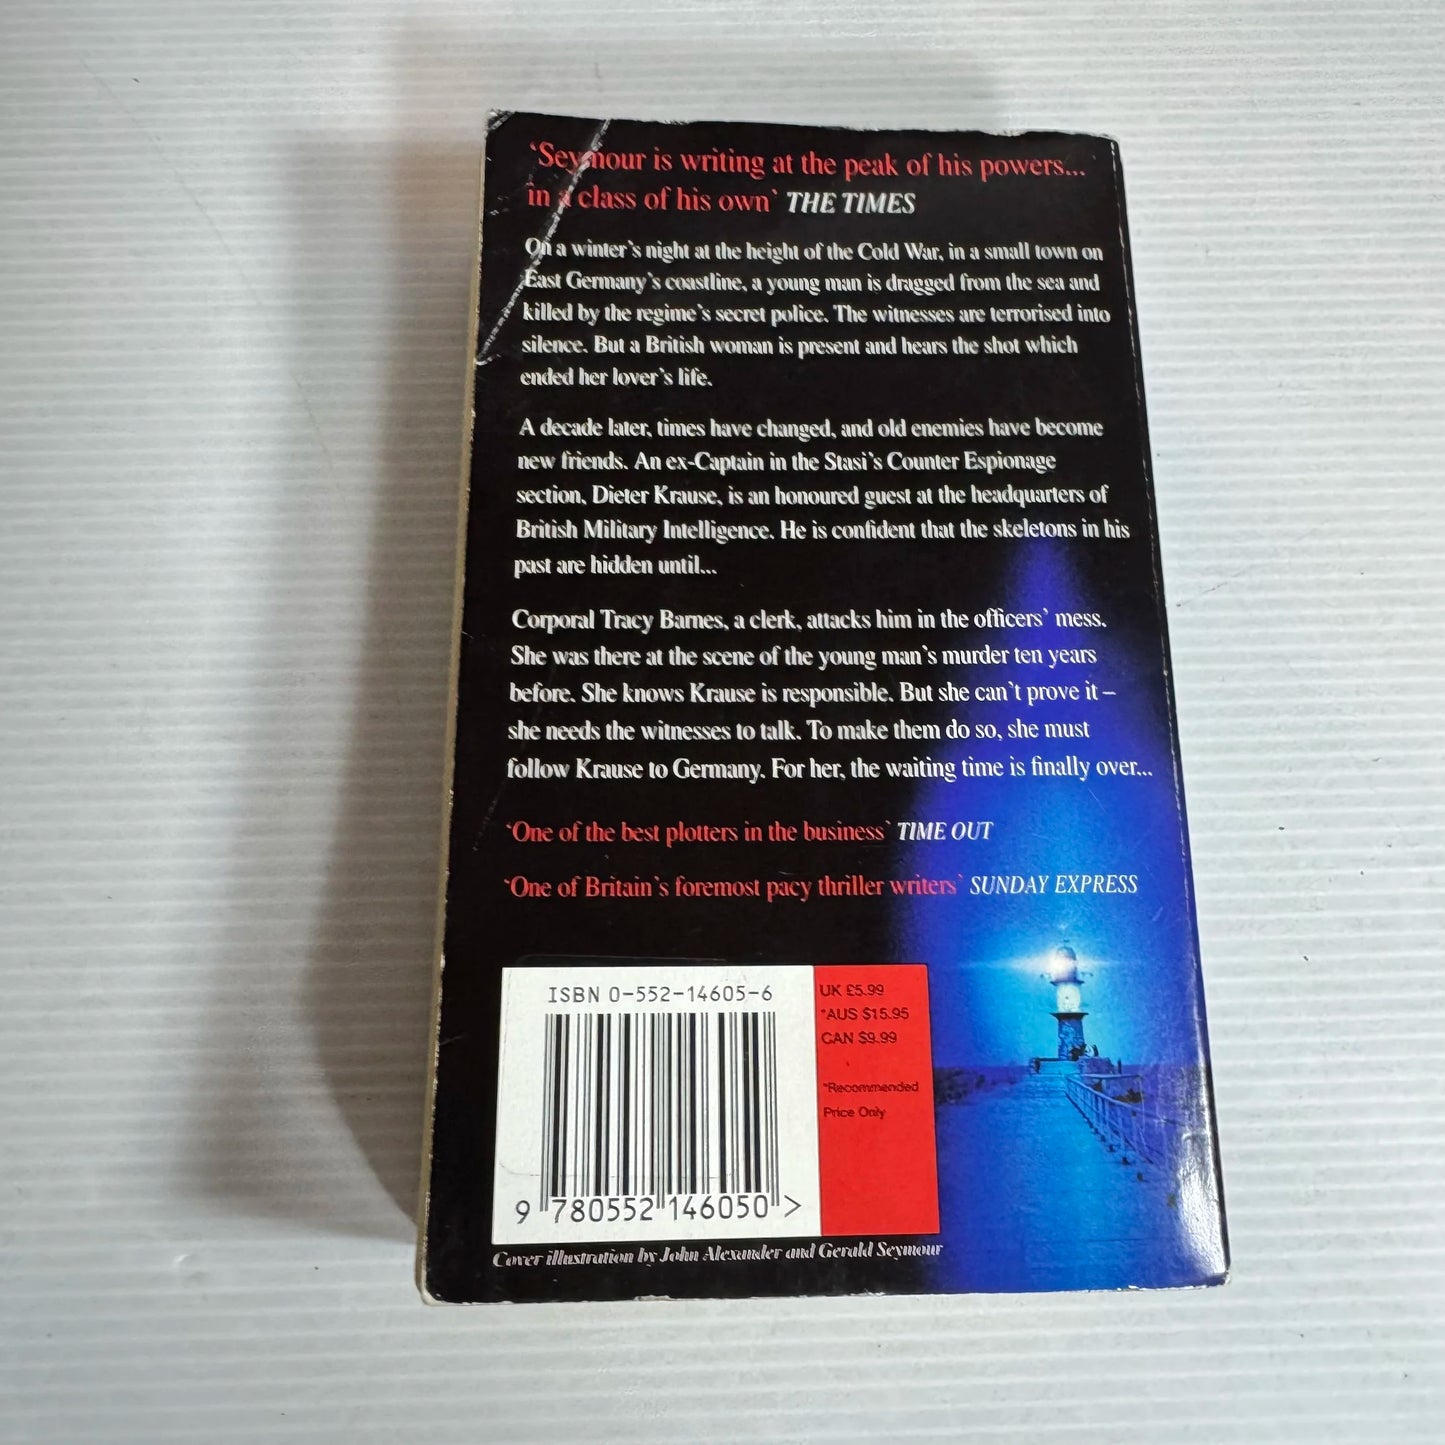 ‘Seymour is writing at the peak of his powers...
in a class of his own’ THE TIMES
On a winter’s night at the height of the Cold War, in a small town on
East Germany’s coastline, a young man is dragged from the sea and
killed by the regime’s secret police. The witnesses are terrorised into
silence. But a British woman is present and hears the shot which
ended her lover’s life.
A decade later, times have changed, and old enemies have become
new friends. An ex-Captain in the Stasi’s Counter Espionage
section, Dieter Krause, is an honoured guest at the headquarters of
British Military Intelligence. He is confident that the skeletons in his
past are hidden until...
Corporal Tracy Barnes, a clerk, attacks him in the officers’ mess.
She was there at the scene of the young man’s murder ten years
before. She knows Krause is responsible. But she can’t prove it –
she needs the witnesses to talk. To make them do so, she must
follow Krause to Germany. For her, the waiting time is finally over...
‘One of the best plotters in the business’ TIME OUT
‘One of Britain’s foremost pacy thriller writers’ SUNDAY EXPRESS
ISBN 0-552-14605-6
9 780552 146050 >
UK £5.99
*AUS $15.95
CAN $9.99
*Recommended
Price Only
Cover illustration by John Alexander and Gerald Seymour